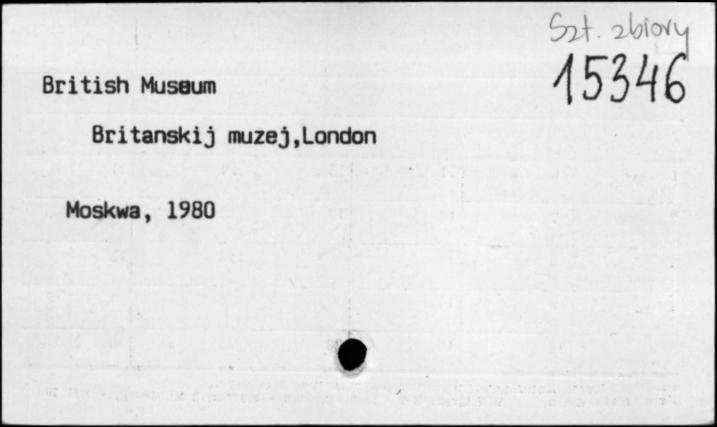 Szt. zbiory
15346
British Museum
Britanskij muzej,London
Moskwa, 1980